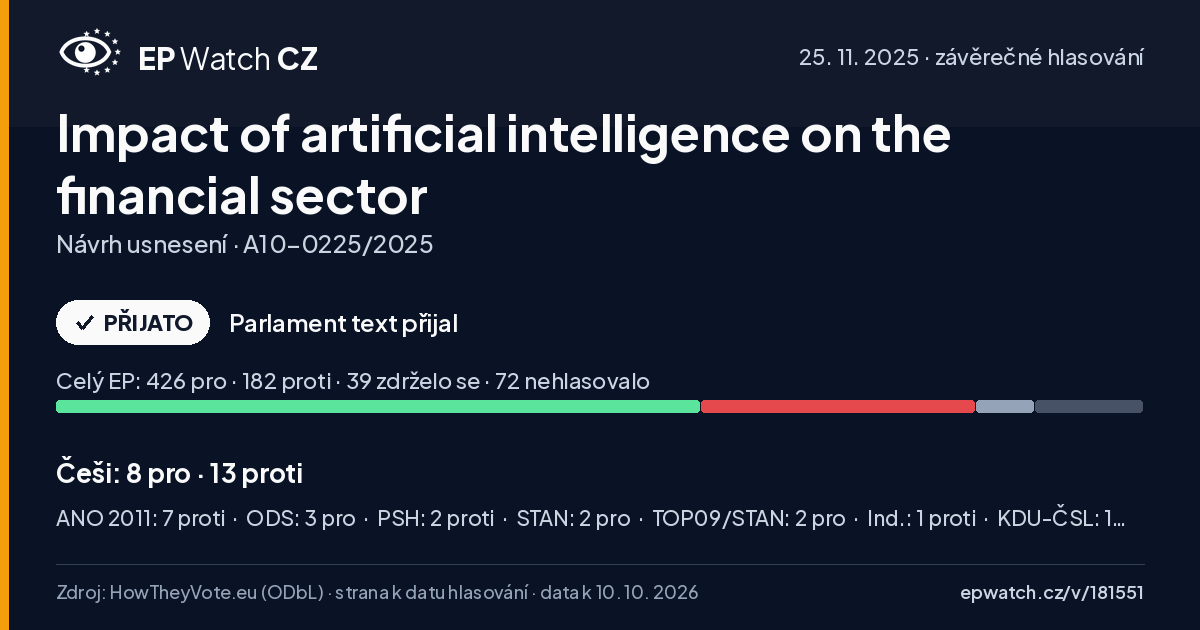 EP Watch CZ
25. 11. 2025 · závěrečné hlasování
Impact of artificial intelligence on the
financial sector
Návrh usnesení · A10-0225/2025
✓ PŘIJATO
Parlament text přijal
Celý EP: 426 pro · 182 proti · 39 zdrželo se · 72 nehlasovalo
Češi: 8 pro · 13 proti
ANO 2011: 7 proti · ODS: 3 pro · PSH: 2 proti · STAN: 2 pro · TOP09/STAN: 2 pro · Ind.: 1 proti · KDU-ČSL: 1…
Zdroj: HowTheyVote.eu (ODbL) · strana k datu hlasování · data k 10. 10. 2026
epwatch.cz/v/181551